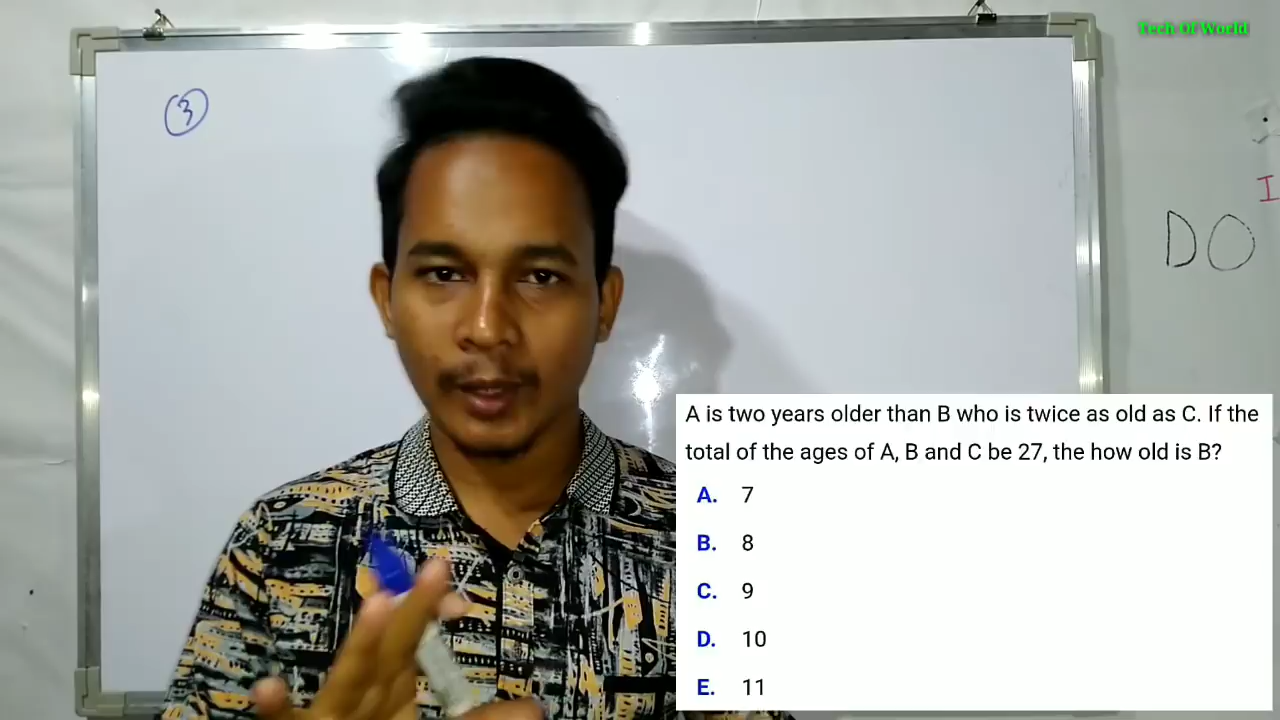 Tech Of World
3
I
DO
A is two years older than B who is twice as old as C. If the
total of the ages of A, B and C be 27, the how old is B?
A. 7
B. 8
C. 9
D. 10
E. 11